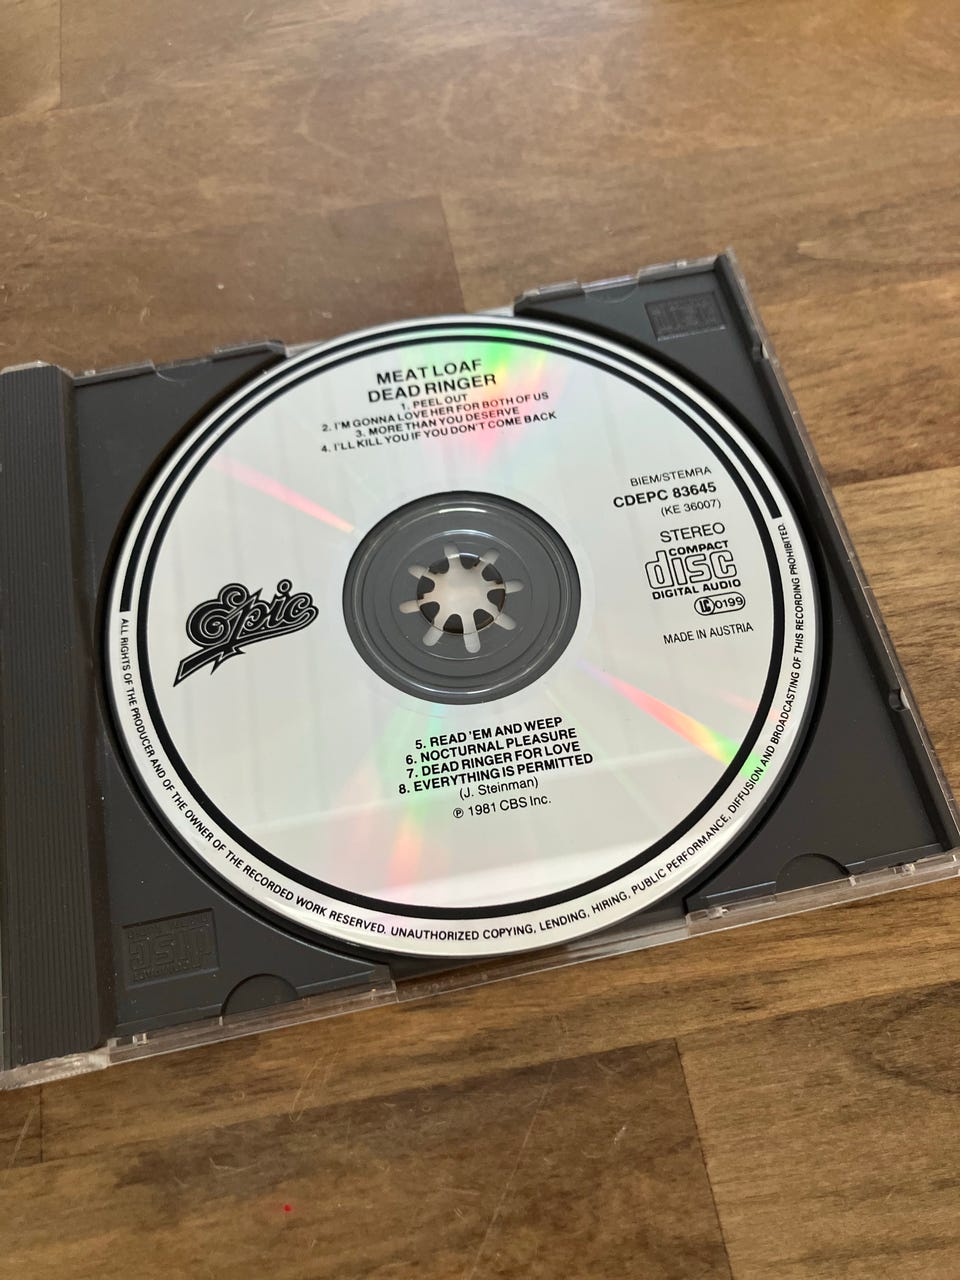 MEAT LOAF
DEAD RINGER
1. PEEL OUT
2. I'M GONNA LOVE HER FOR BOTH OF US
3. MORE THAN YOU DESERVE
4. I'LL KILL YOU IF YOU DON'T COME BACK
BIEM/STEMRA
CDEPC 83645
(KE 36007)
STEREO
COMPACT
disc
DIGITAL AUDIO
LC 0199
MADE IN AUSTRIA
Epic
5. READ 'EM AND WEEP
6. NOCTURNAL PLEASURE
7. DEAD RINGER FOR LOVE
8. EVERYTHING IS PERMITTED
(J. Steinman)
℗ 1981 CBS Inc.
ALL RIGHTS OF THE PRODUCER AND OF THE OWNER OF THE RECORDED WORK RESERVED. UNAUTHORIZED COPYING, LENDING, HIRING, PUBLIC PERFORMANCE, DIFFUSION AND BROADCASTING OF THIS RECORDING PROHIBITED.